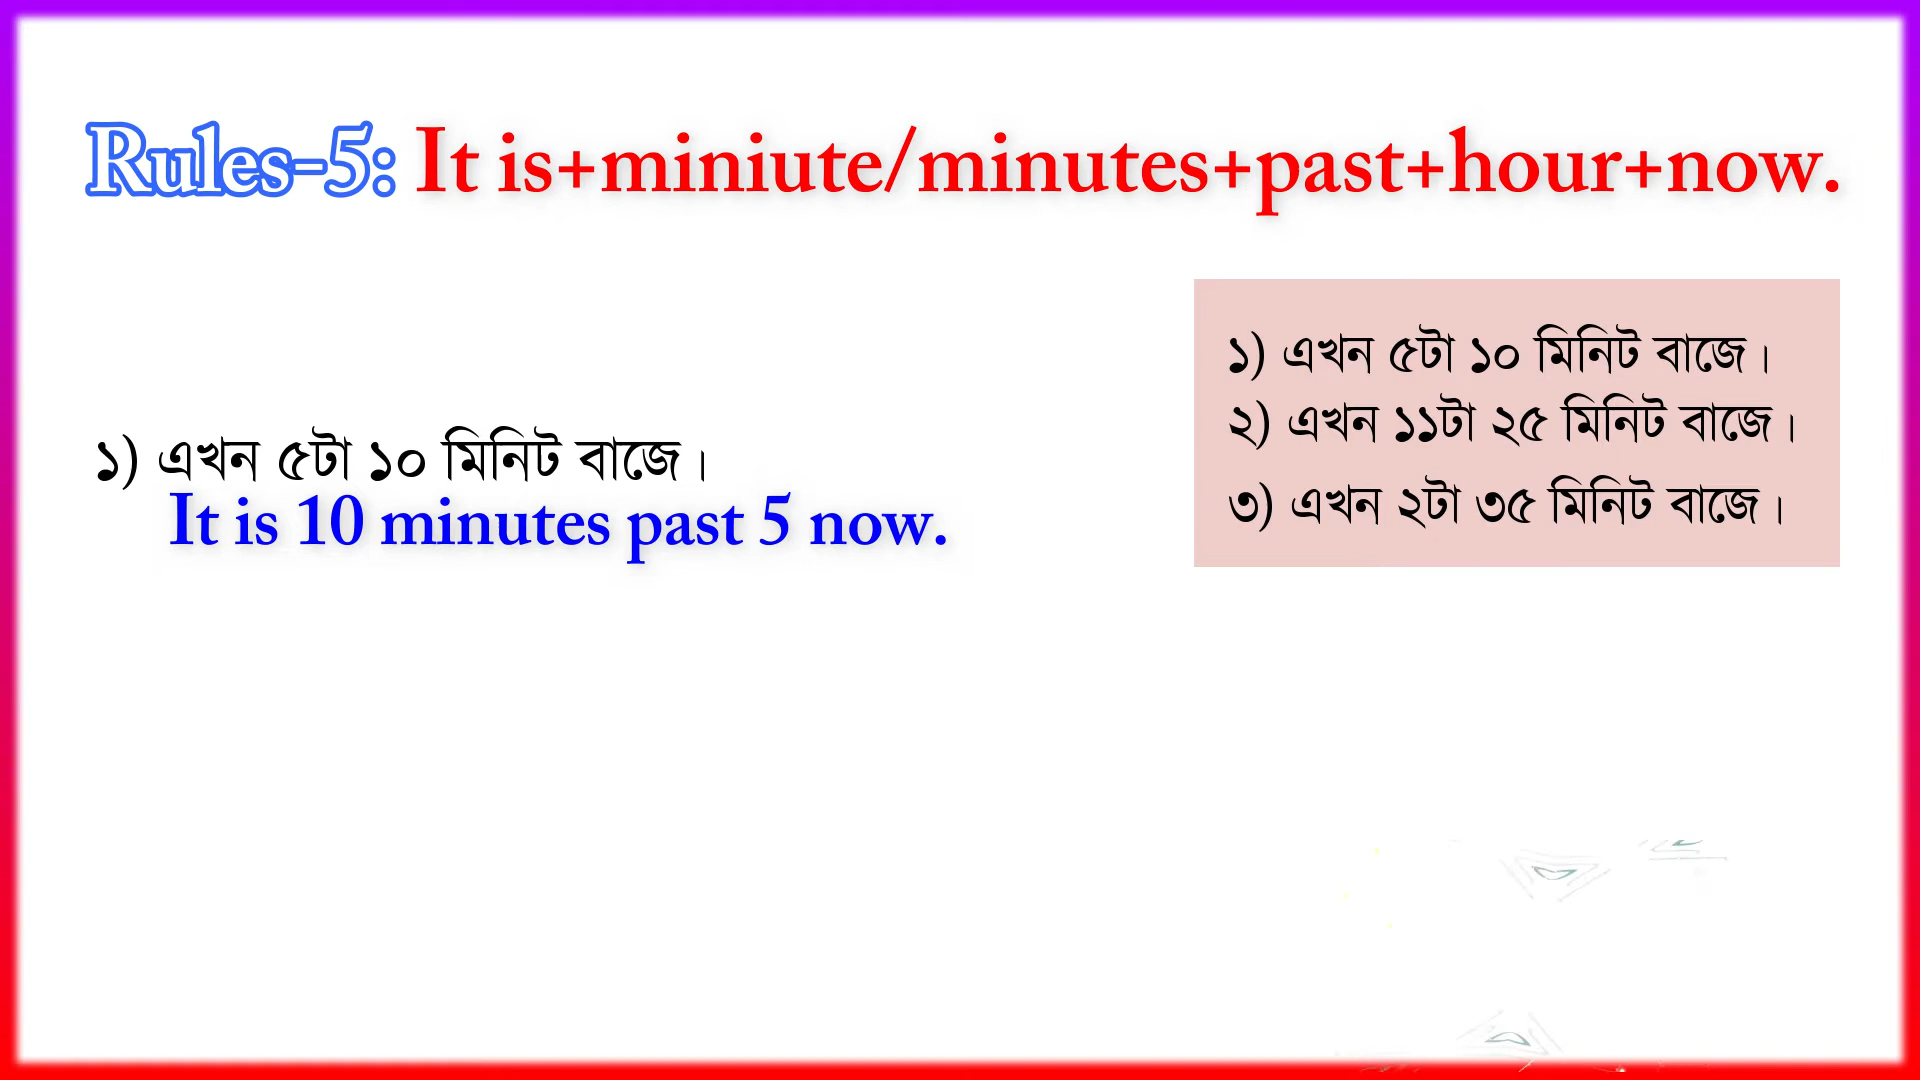 Rules-5: It is+miniute/minutes+past+hour+now.
১) এখন ৫টা ১০ মিনিট বাজে।
২) এখন ১১টা ২৫ মিনিট বাজে।
৩) এখন ২টা ৩৫ মিনিট বাজে।
১) এখন ৫টা ১০ মিনিট বাজে।
It is 10 minutes past 5 now.